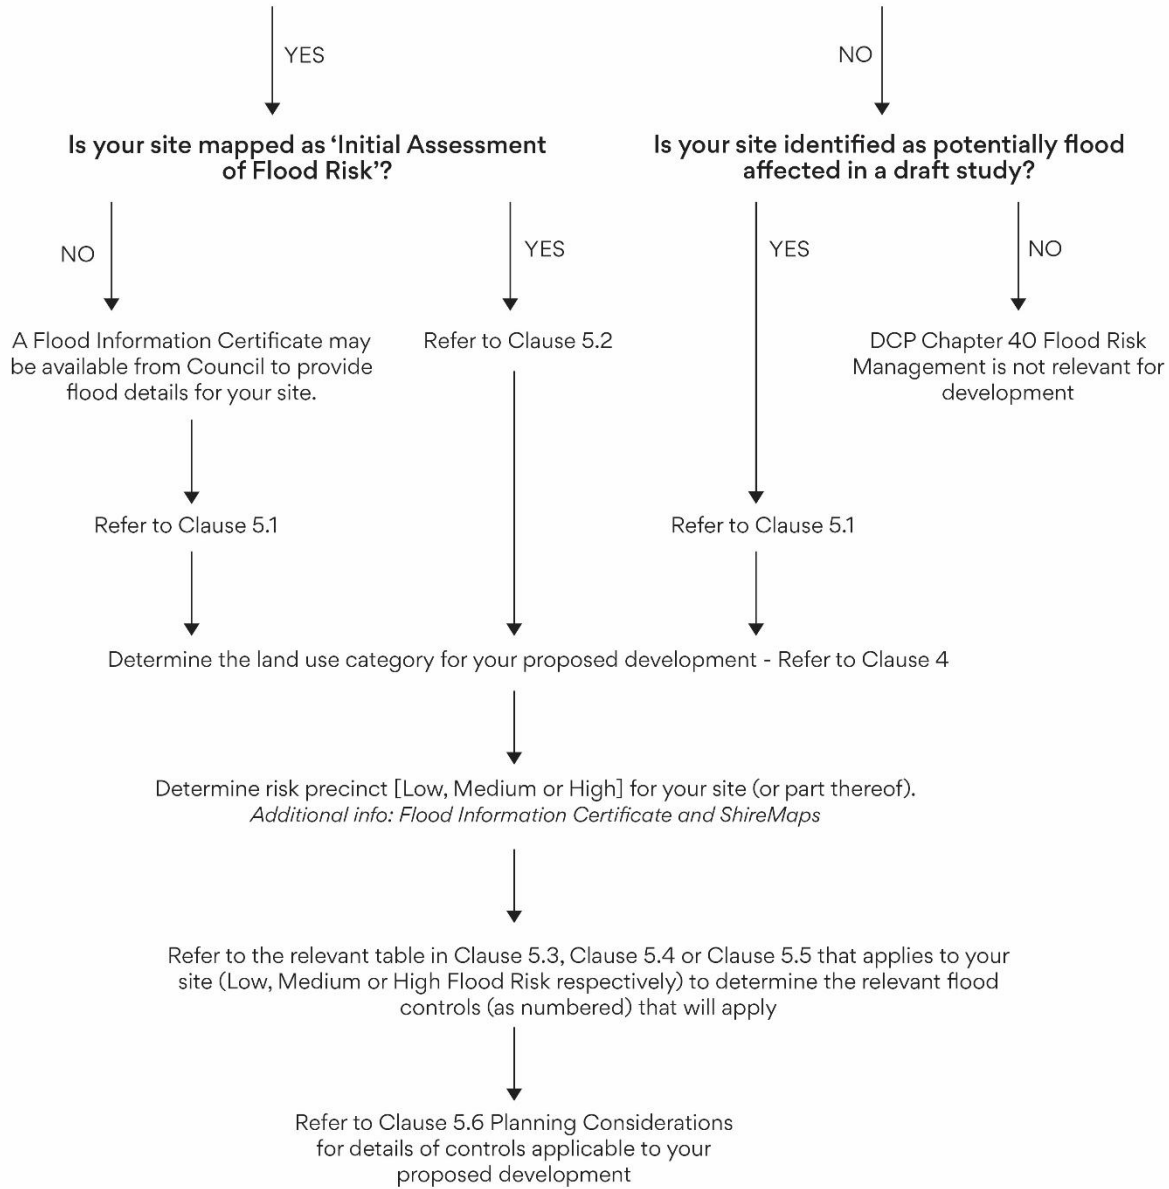 YES
NO
Is your site mapped as ‘Initial Assessment
of Flood Risk’?
Is your site identified as potentially flood
affected in a draft study?
NO
YES
YES
NO
A Flood Information Certificate may
be available from Council to provide
flood details for your site.
Refer to Clause 5.2
DCP Chapter 40 Flood Risk
Management is not relevant for
development
Refer to Clause 5.1
Refer to Clause 5.1
Determine the land use category for your proposed development - Refer to Clause 4
Determine risk precinct [Low, Medium or High] for your site (or part thereof).
Additional info: Flood Information Certificate and ShireMaps
Refer to the relevant table in Clause 5.3, Clause 5.4 or Clause 5.5 that applies to your
site (Low, Medium or High Flood Risk respectively) to determine the relevant flood
controls (as numbered) that will apply
Refer to Clause 5.6 Planning Considerations
for details of controls applicable to your
proposed development